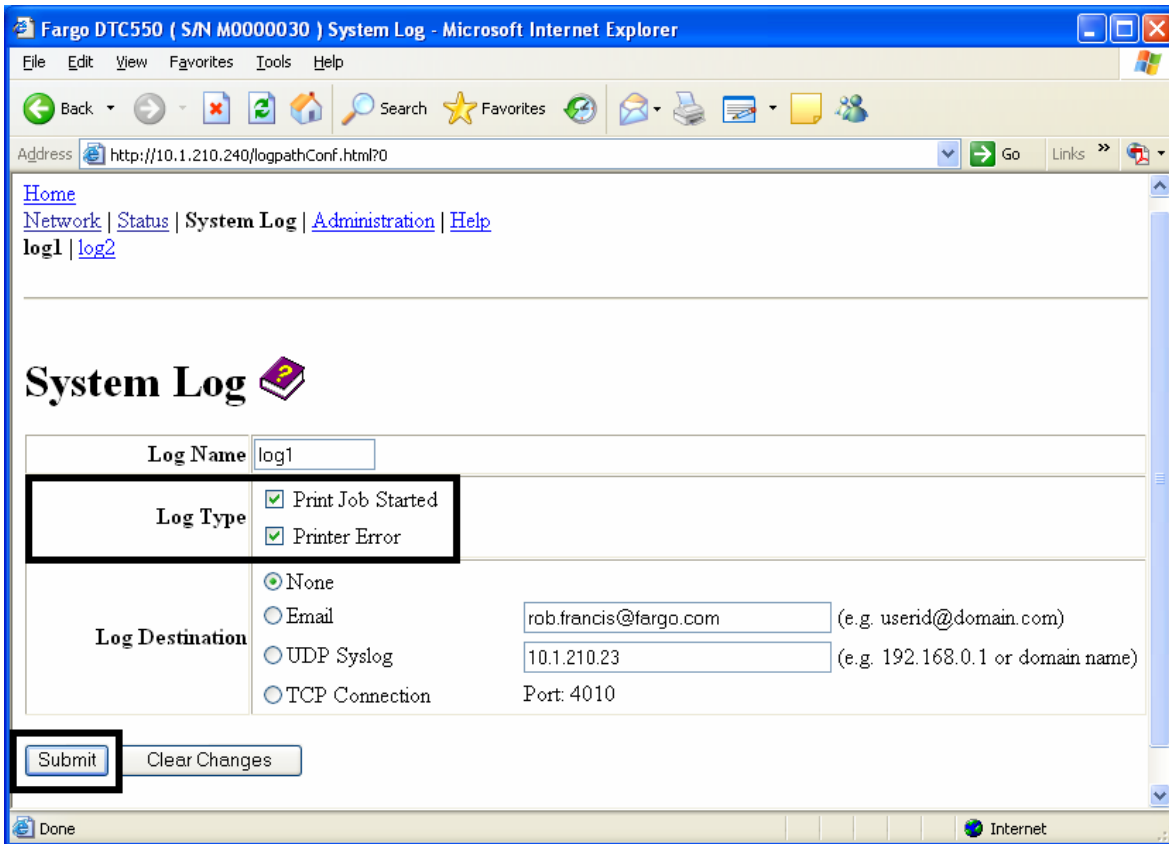 Fargo DTC550 ( S/N M0000030 ) System Log - Microsoft Internet Explorer
File Edit View Favorites Tools Help
Back Search Favorites
Address http://10.1.210.240/logpathConf.html?0 Go Links »
Home
Network | Status | System Log | Administration | Help
log1 | log2
System Log ?
Log Name log1
Log Type Print Job Started
Printer Error
Log Destination None
Email rob.francis@fargo.com (e.g. userid@domain.com)
UDP Syslog 10.1.210.23 (e.g. 192.168.0.1 or domain name)
TCP Connection Port: 4010
Submit Clear Changes
Done Internet